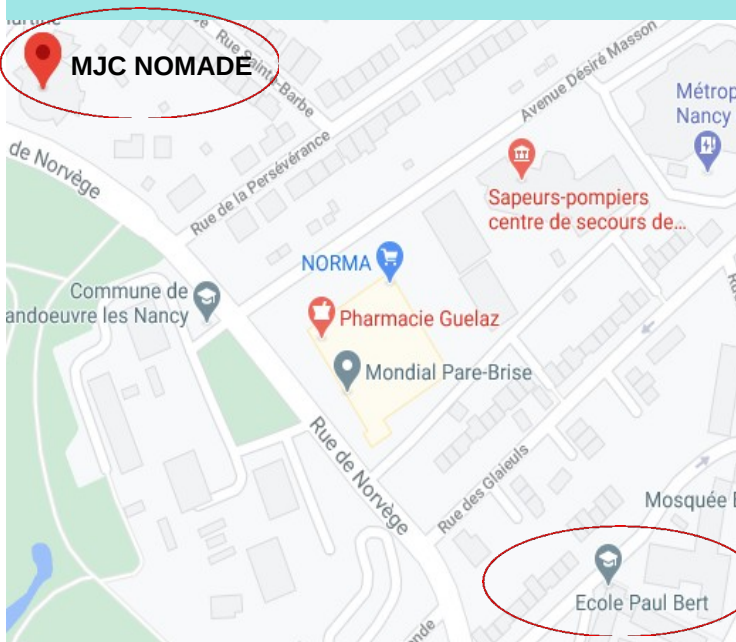 MJC NOMADE
Rue Sainte-Barbe
Avenue Désiré Masson
Métrop
Nancy
de Norvège
Rue de la Persévérance
Sapeurs-pompiers
centre de secours de...
NORMA
Commune de
andoeuvre les Nancy
Pharmacie Guelaz
Mondial Pare-Brise
Rue de Norvège
Rue des Glaieuls
Mosquée
Ecole Paul Bert